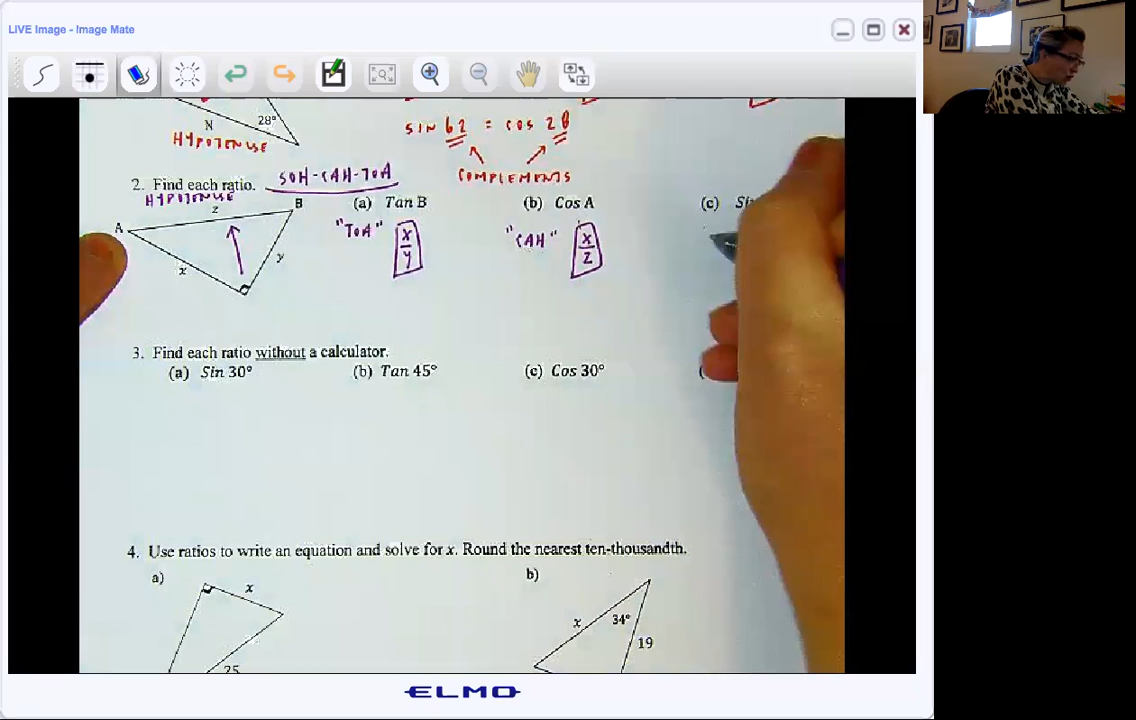 LIVE Image - Image Mate
N
28°
HYPOTENUSE
SIN 62 = COS 28
COMPLEMENTS
2. Find each ratio. SOH-CAH-TOA
HYPOTENUSE
z
A
B
x
y
(a) Tan B
"TOA" x/y
(b) Cos A
"CAH" x/z
(c)
3. Find each ratio without a calculator.
(a) Sin 30°
(b) Tan 45°
(c) Cos 30°
4. Use ratios to write an equation and solve for x. Round the nearest ten-thousandth.
a)
x
25
b)
x
34°
19
ELMO